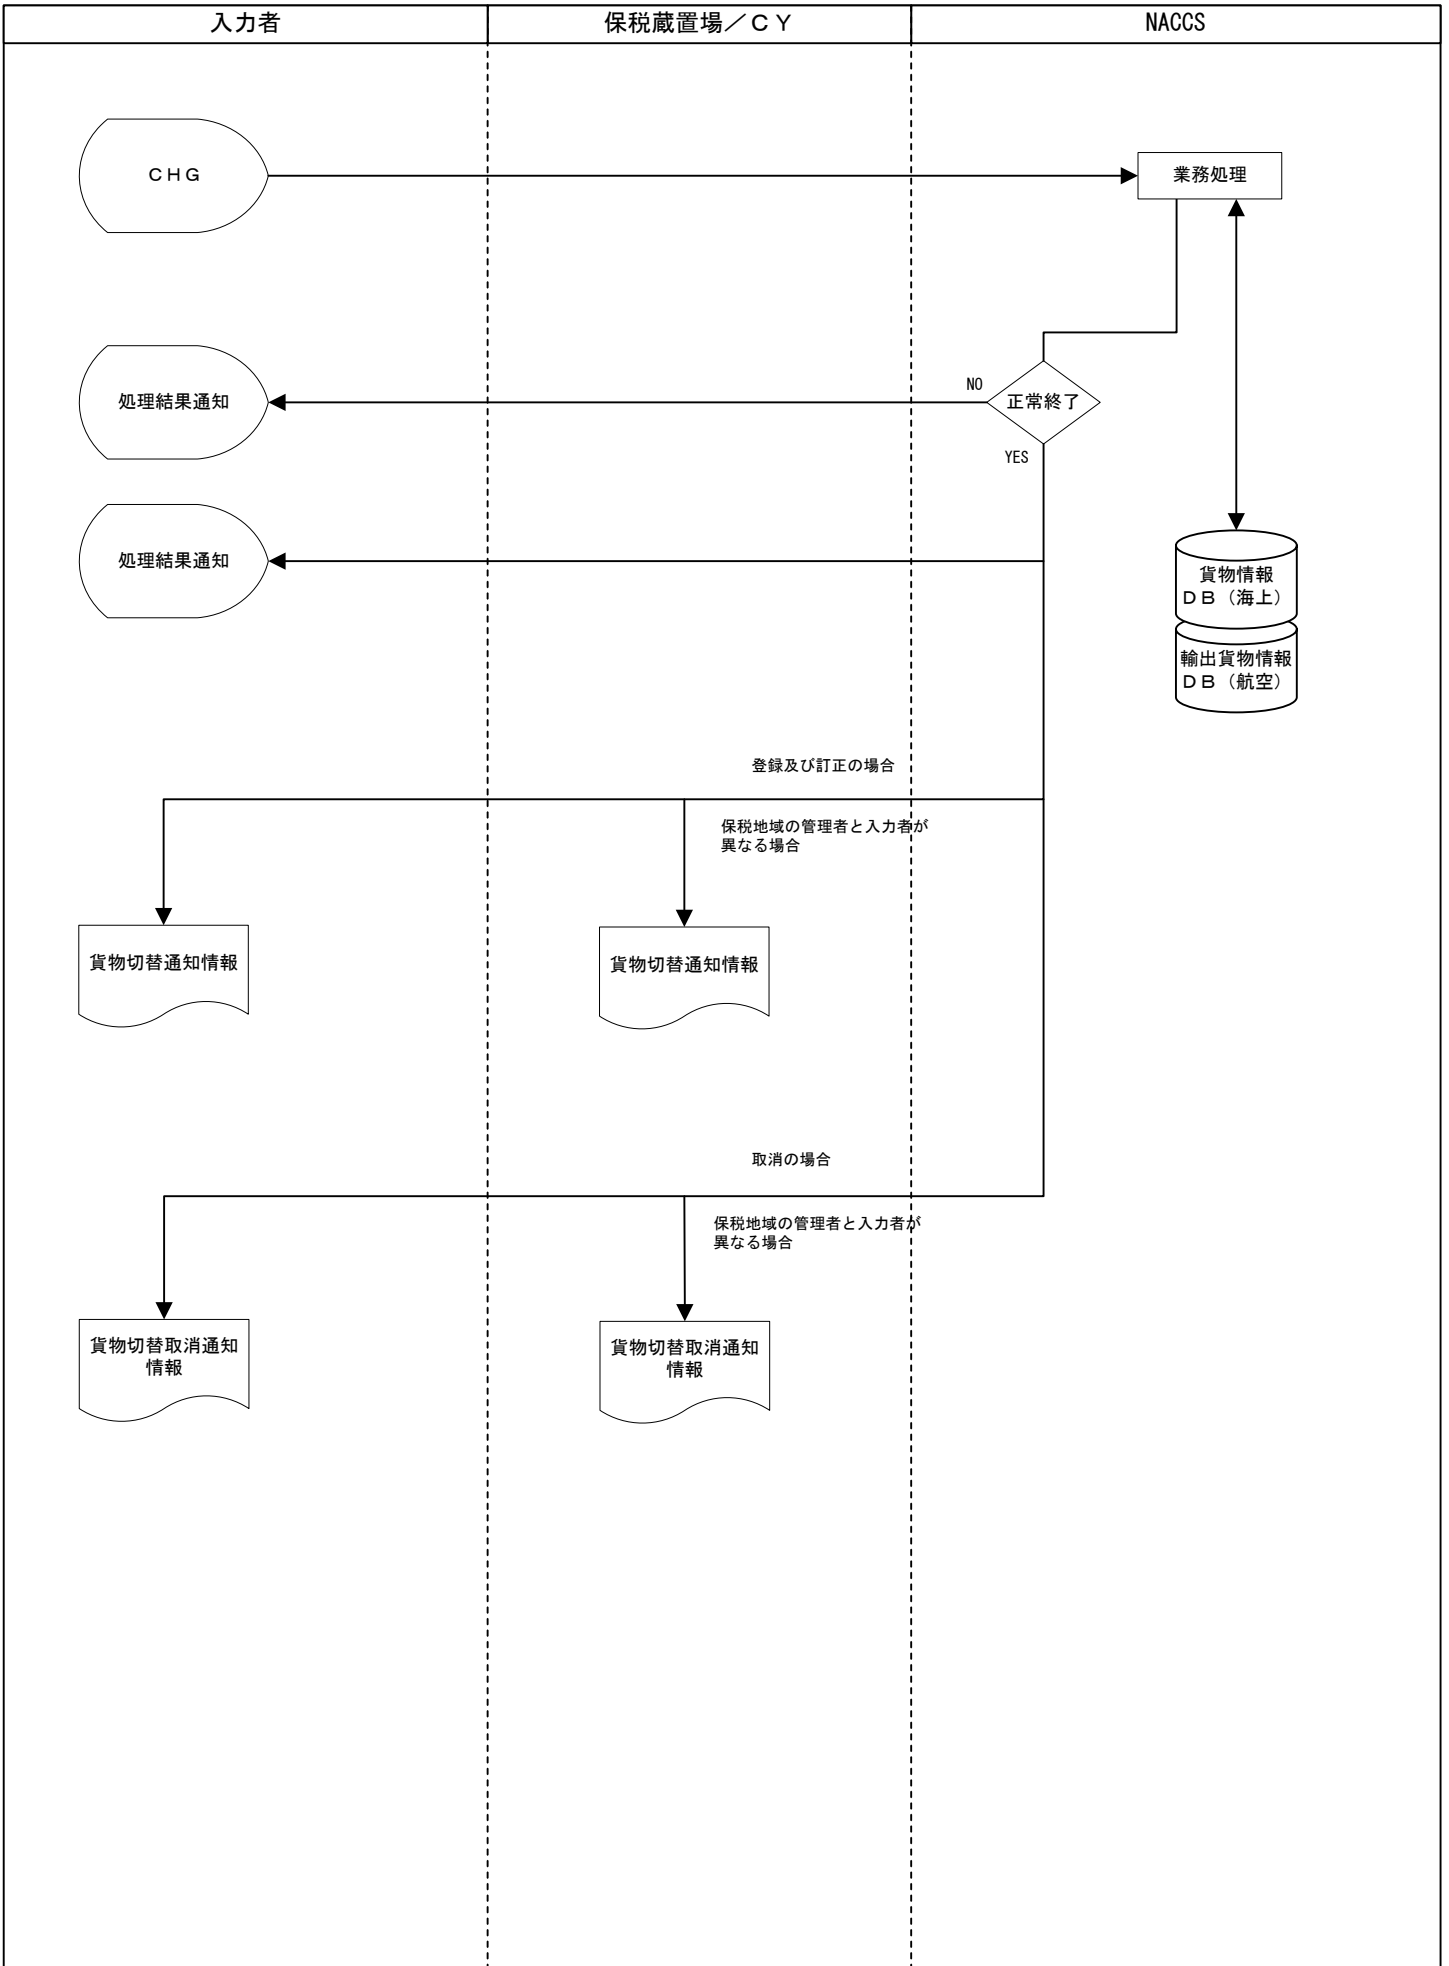 入力者
保税蔵置場／ＣＹ
NACCS
ＣＨＧ
業務処理
処理結果通知
NO
正常終了
YES
処理結果通知
貨物情報
ＤＢ（海上）
輸出貨物情報
ＤＢ（航空）
登録及び訂正の場合
保税地域の管理者と入力者が
異なる場合
貨物切替通知情報
貨物切替通知情報
取消の場合
保税地域の管理者と入力者が
異なる場合
貨物切替取消通知
情報
貨物切替取消通知
情報